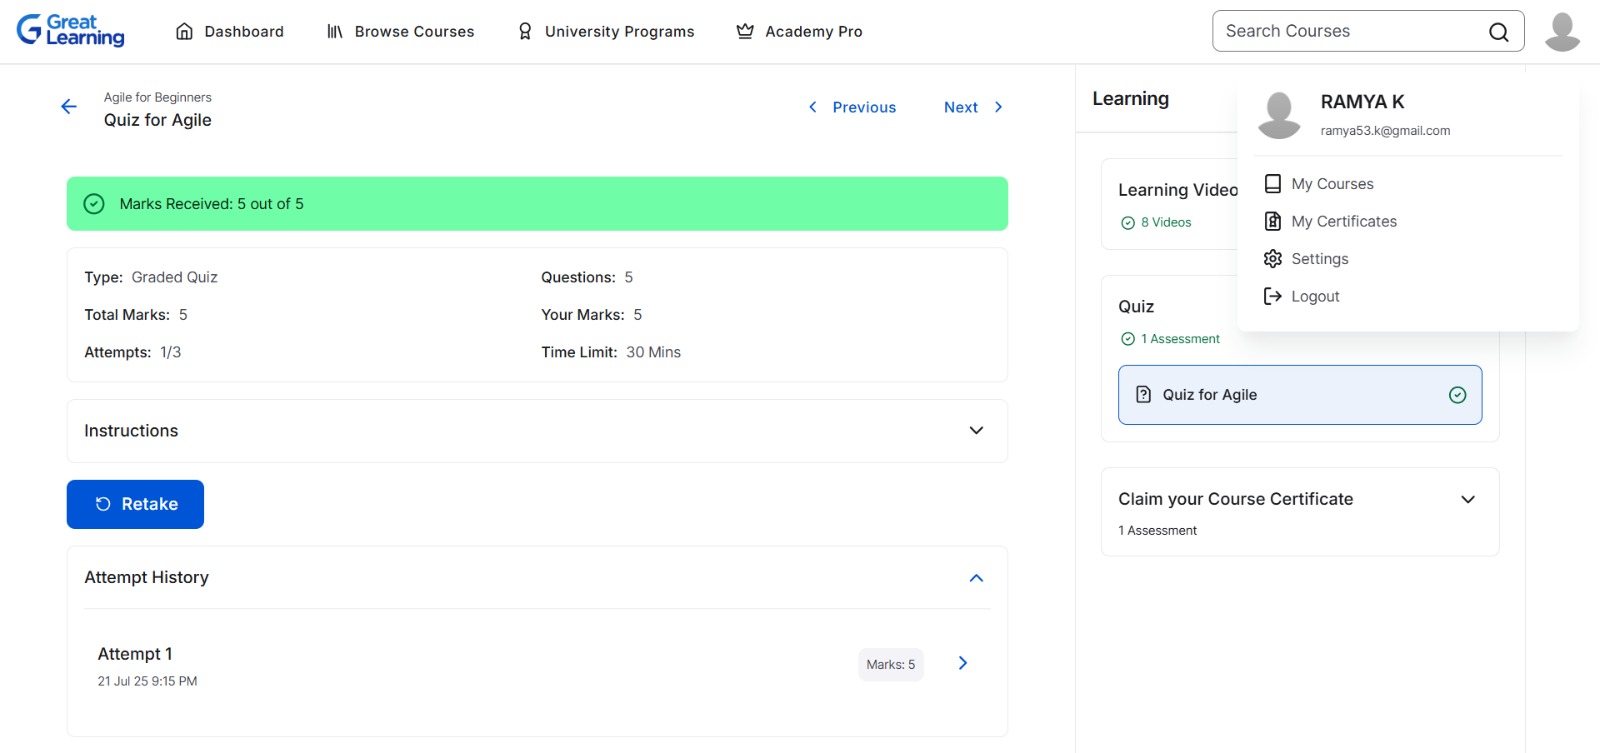 Great Learning
Dashboard
Browse Courses
University Programs
Academy Pro
Search Courses
Agile for Beginners
Quiz for Agile
Previous
Next
Marks Received: 5 out of 5
Type: Graded Quiz
Questions: 5
Total Marks: 5
Your Marks: 5
Attempts: 1/3
Time Limit: 30 Mins
Instructions
Retake
Attempt History
Attempt 1
21 Jul 25 9:15 PM
Marks: 5
Learning
RAMYA K
ramya53.k@gmail.com
My Courses
My Certificates
Settings
Logout
Learning Video
8 Videos
Quiz
1 Assessment
Quiz for Agile
Claim your Course Certificate
1 Assessment